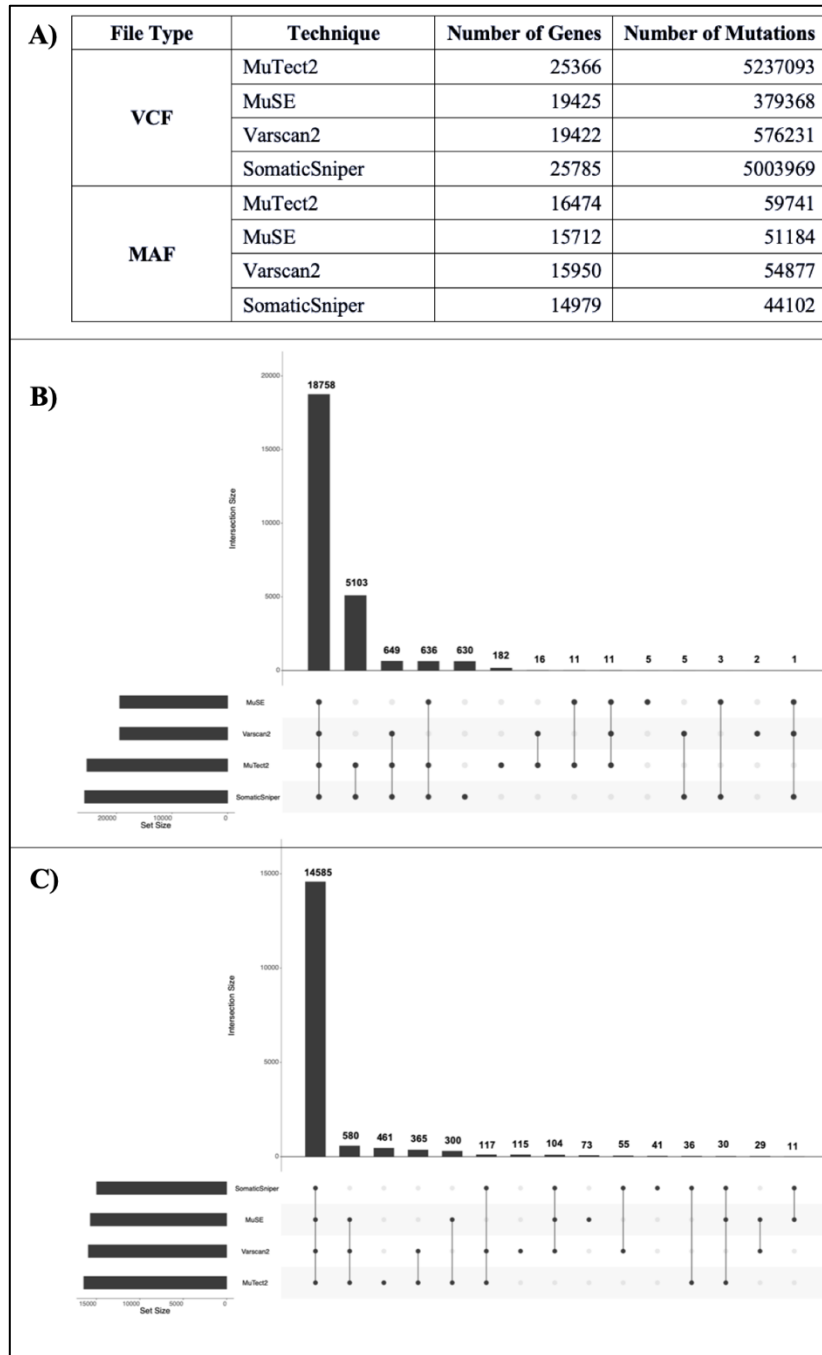 A)
File Type Technique Number of Genes Number of Mutations
VCF
MuTect2 25366 5237093
MuSE 19425 379368
Varscan2 19422 576231
SomaticSniper 25785 5003969
MAF
MuTect2 16474 59741
MuSE 15712 51184
Varscan2 15950 54877
SomaticSniper 14979 44102
B)
20000
15000
10000
5000
0
Intersection Size
18758 5103 649 636 630 182 16 11 11 5 5 3 2 1
MuSE
Varscan2
MuTect2
SomaticSniper
20000 10000 0
Set Size
C)
15000
10000
5000
0
Intersection Size
14585 580 461 365 300 117 115 104 73 55 41 36 30 29 11
SomaticSniper
MuSE
Varscan2
MuTect2
15000 10000 5000 0
Set Size